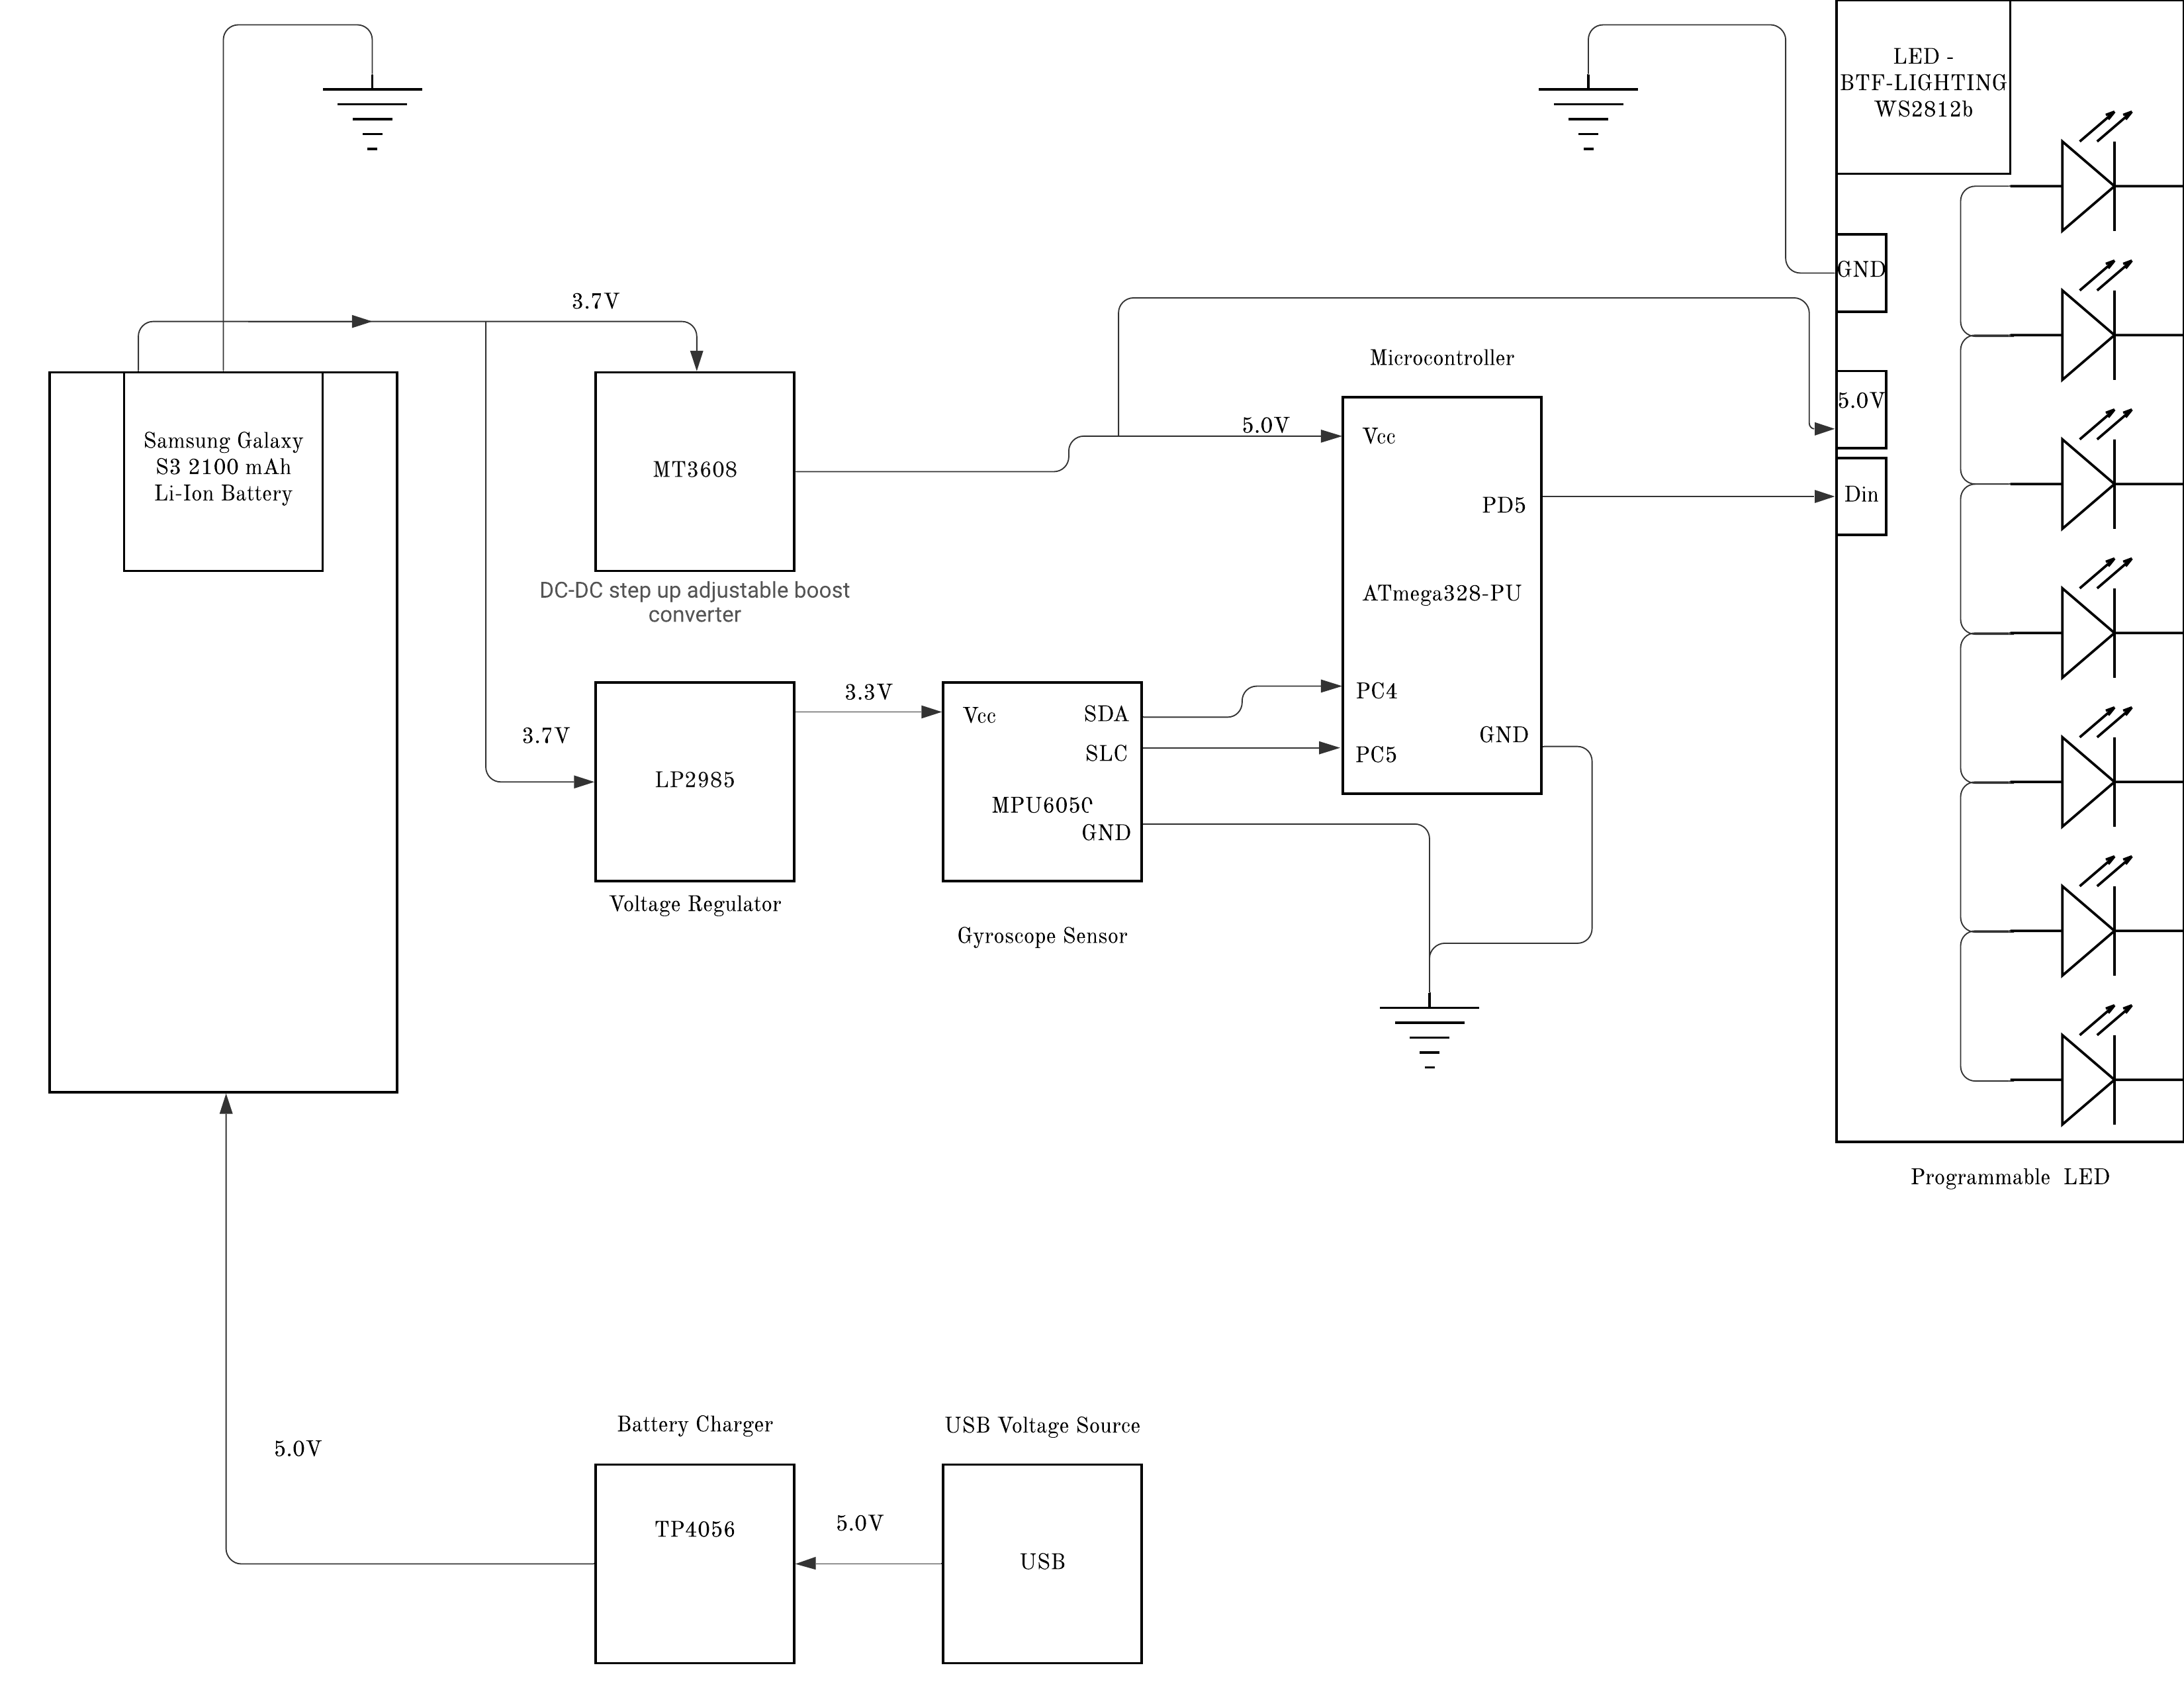 LED -
BTF-LIGHTING
WS2812b
GND
3.7V
Microcontroller
5.0V
5.0V
Vcc
Samsung Galaxy
S3 2100 mAh
Li-Ion Battery
MT3608
PD5
Din
DC-DC step up adjustable boost
converter
ATmega328-PU
3.3V
PC4
Vcc
SDA
3.7V
GND
SLC
PC5
LP2985
MPU6050
GND
Voltage Regulator
Gyroscope Sensor
Programmable LED
Battery Charger
USB Voltage Source
5.0V
5.0V
TP4056
USB